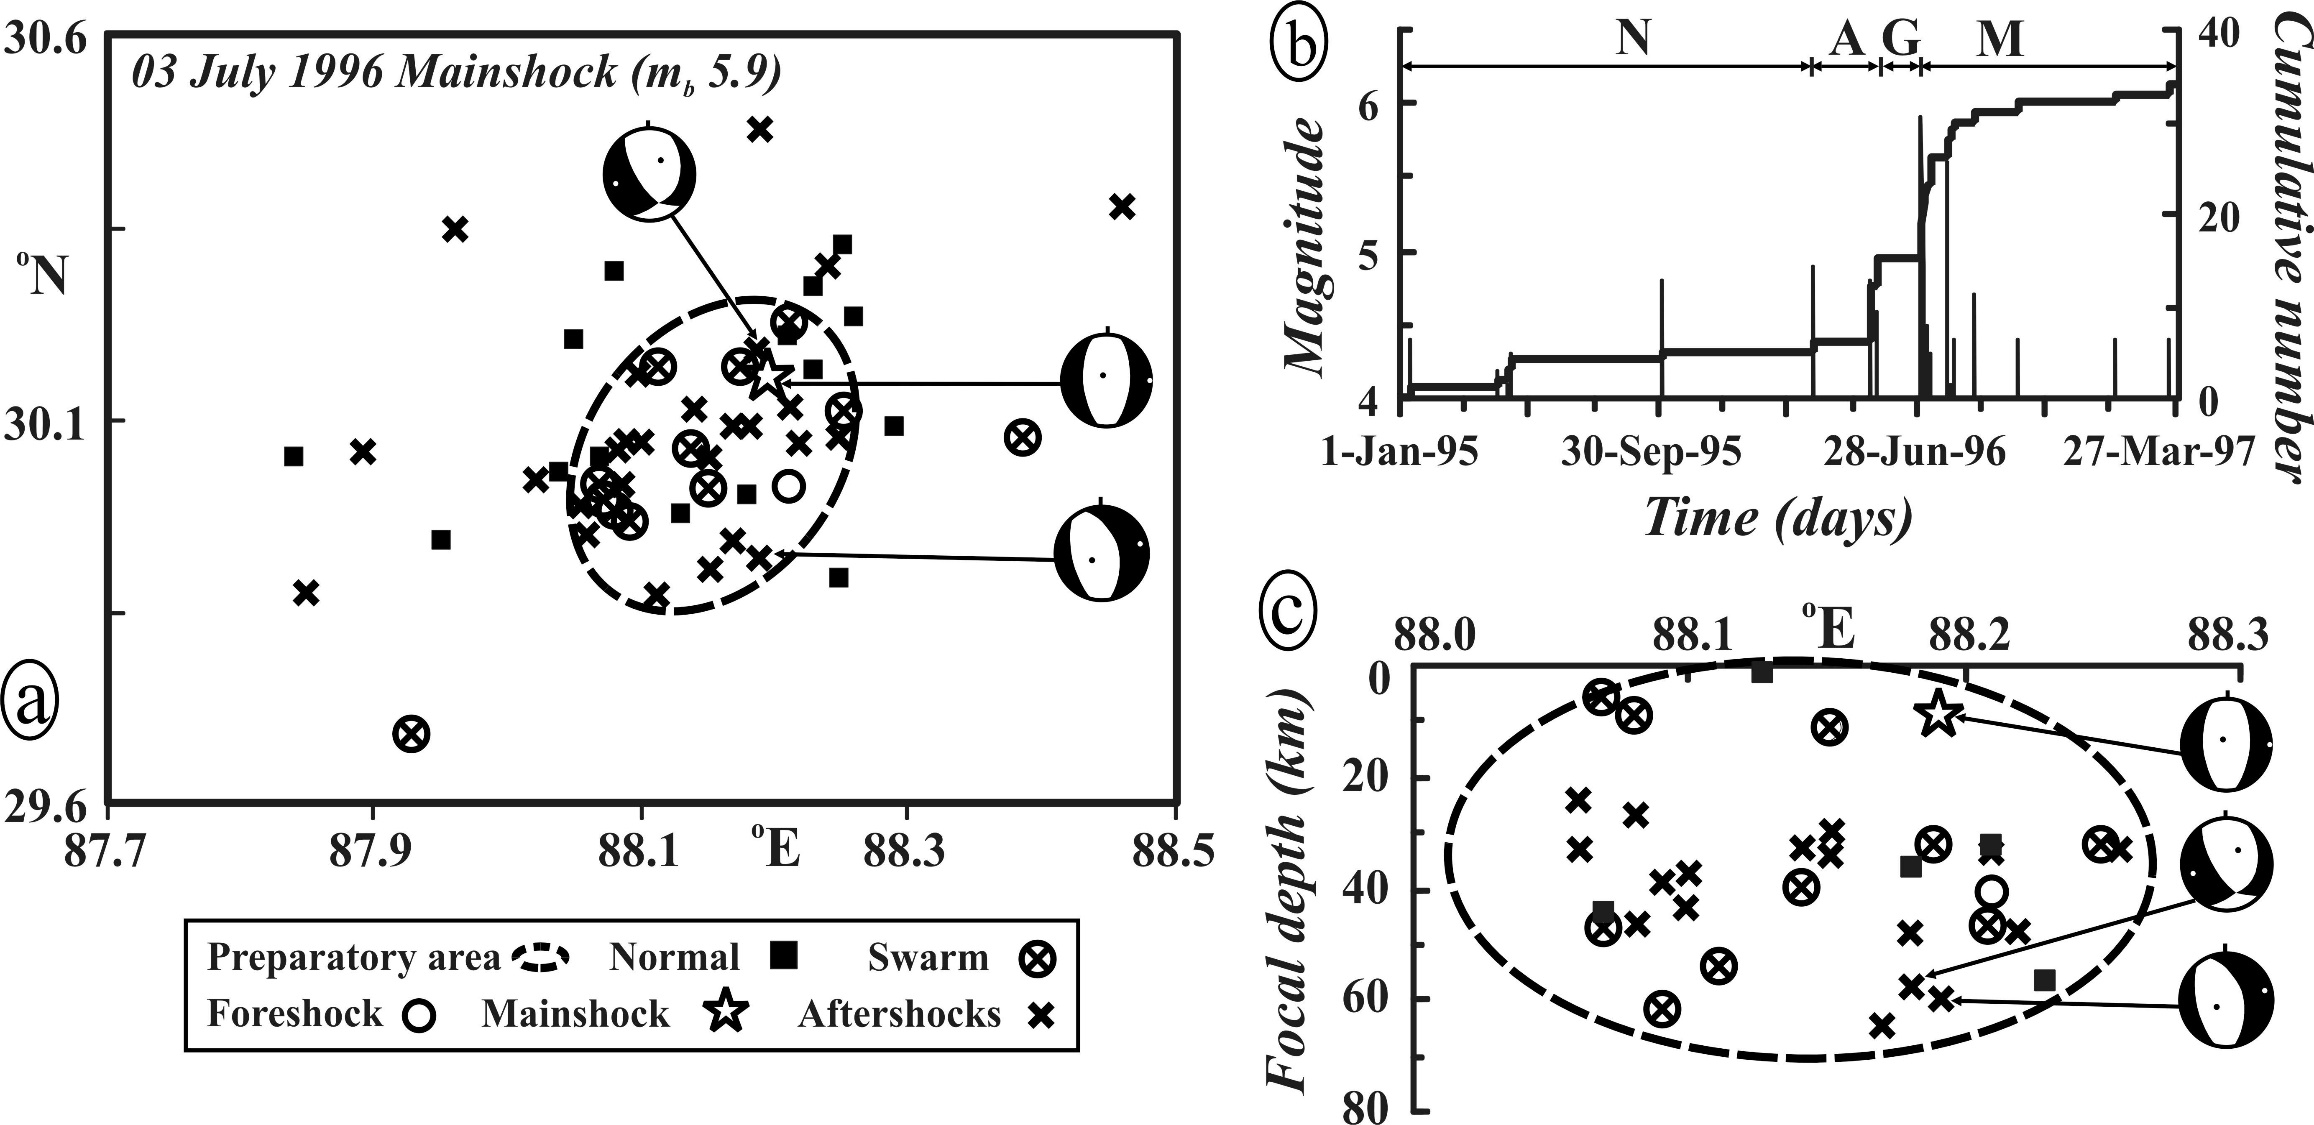 a
03 July 1996 Mainshock (mb 5.9)
30.6
°N
30.1
29.6
87.7 87.9 88.1 °E 88.3 88.5
Preparatory area Normal Swarm
Foreshock Mainshock Aftershocks
b
N A G M
Magnitude
6
5
4
40
20
0
Cumulative number
1-Jan-95 30-Sep-95 28-Jun-96 27-Mar-97
Time (days)
c
°E
88.0 88.1 88.2 88.3
Focal depth (km)
0
20
40
60
80